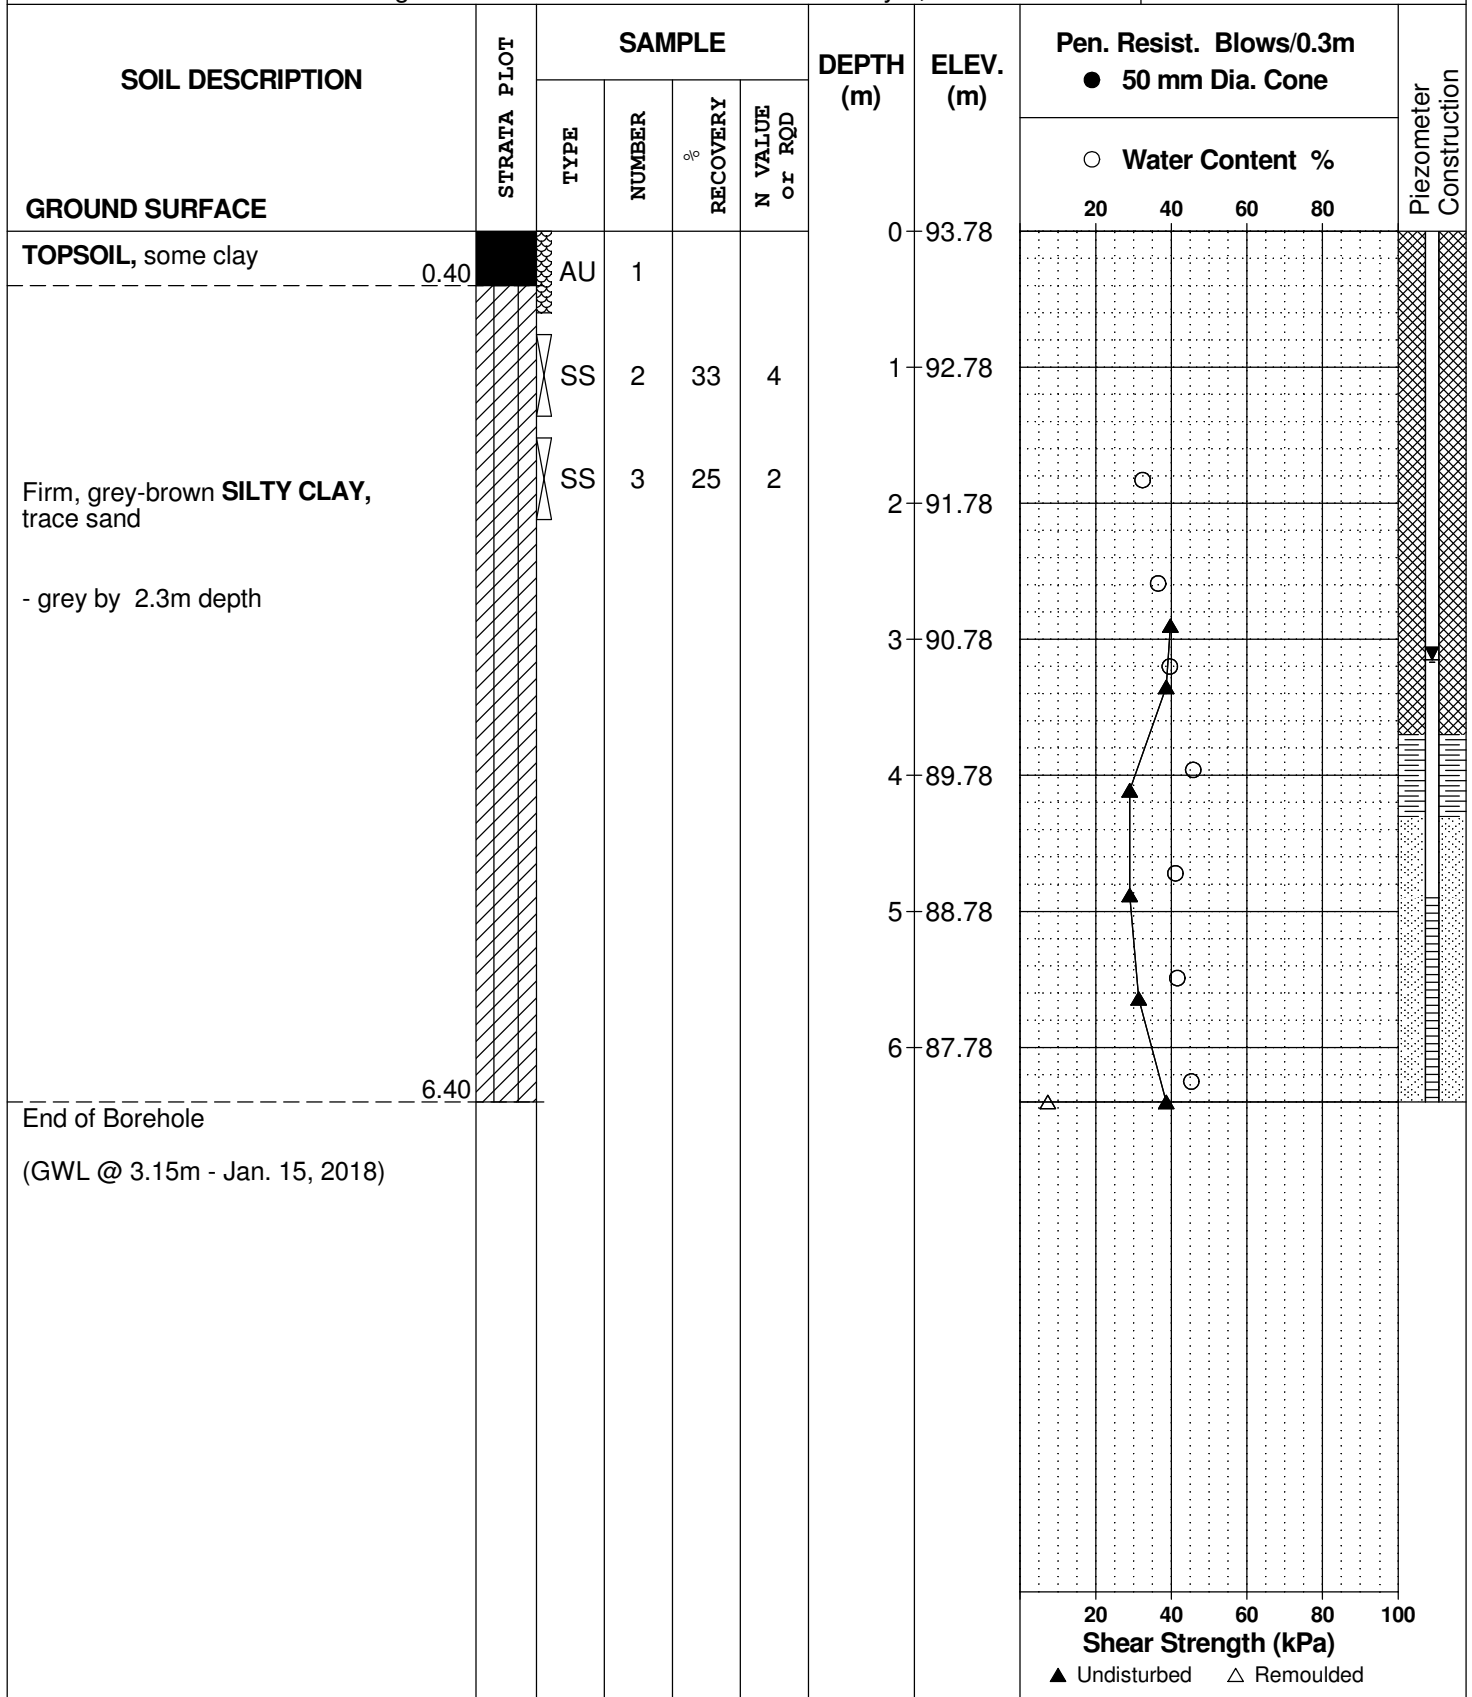 SOIL DESCRIPTION
GROUND SURFACE
STRATA PLOT
SAMPLE
TYPE
NUMBER
% RECOVERY
N VALUE or RQD
DEPTH (m)
ELEV. (m)
Pen. Resist. Blows/0.3m
● 50 mm Dia. Cone
○ Water Content %
20 40 60 80
Piezometer Construction
0 93.78
TOPSOIL, some clay
0.40
AU 1
SS 2 33 4
1 92.78
SS 3 25 2
Firm, grey-brown SILTY CLAY,
trace sand
2 91.78
- grey by 2.3m depth
3 90.78
4 89.78
5 88.78
6 87.78
6.40
End of Borehole
(GWL @ 3.15m - Jan. 15, 2018)
20 40 60 80 100
Shear Strength (kPa)
▲ Undisturbed △ Remoulded